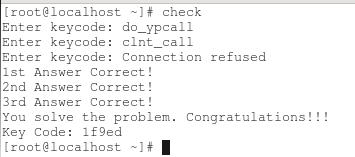 [root@localhost ~]# check
Enter keycode: do_ypcall
Enter keycode: clnt_call
Enter keycode: Connection refused
1st Answer Correct!
2nd Answer Correct!
3rd Answer Correct!
You solve the problem. Congratulations!!!
Key Code: 1f9ed
[root@localhost ~]#